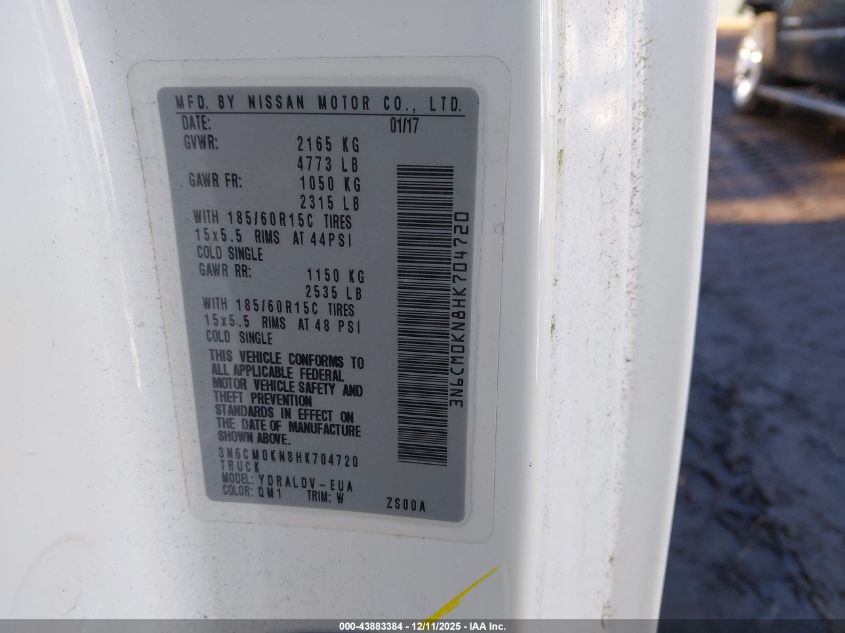 MFD. BY NISSAN MOTOR CO., LTD.
DATE: 01/17
GVWR: 2165 KG
4773 LB
GAWR FR: 1050 KG
2315 LB
WITH 185/60R15C TIRES
15x5.5 RIMS AT 44PSI
COLD SINGLE
GAWR RR: 1150 KG
2535 LB
WITH 185/60R15C TIRES
15x5.5 RIMS AT 48 PSI
COLD SINGLE
THIS VEHICLE CONFORMS TO
ALL APPLICABLE FEDERAL
MOTOR VEHICLE SAFETY AND
THEFT PREVENTION
STANDARDS IN EFFECT ON
THE DATE OF MANUFACTURE
SHOWN ABOVE.
3N6CM0KN8HK704720
TRUCK
MODEL: YDRALDV-EUA
COLOR: QM1 TRIM: W ZS00A
3N6CM0KN8HK704720
000-43883384 - 12/11/2025 - IAA Inc.